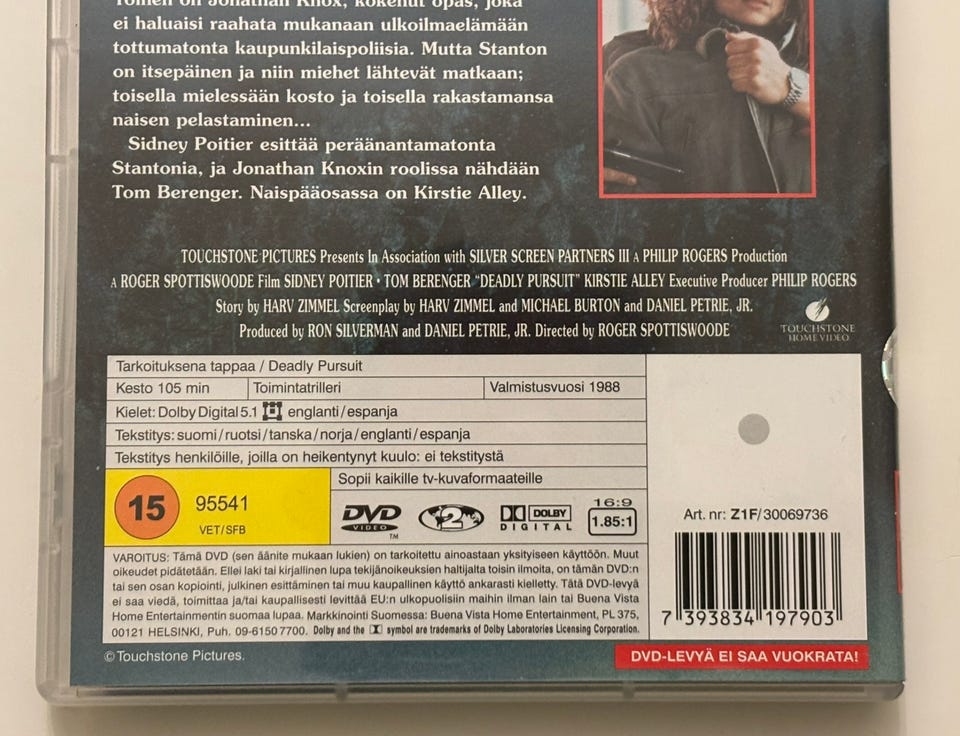 Toinen on Jonathan Knox, kokenut opas, joka
ei haluaisi raahata mukanaan ulkoilmaelämään
tottumatonta kaupunkilaispoliisia. Mutta Stanton
on itsepäinen ja niin miehet lähtevät matkaan;
toisella mielessään kosto ja toisella rakastamansa
naisen pelastaminen...
Sidney Poitier esittää peräänantamatonta
Stantonia, ja Jonathan Knoxin roolissa nähdään
Tom Berenger. Naispääosassa on Kirstie Alley.
TOUCHSTONE PICTURES Presents In Association with SILVER SCREEN PARTNERS III A PHILIP ROGERS Production
A ROGER SPOTTISWOODE Film SIDNEY POITIER • TOM BERENGER "DEADLY PURSUIT" KIRSTIE ALLEY Executive Producer PHILIP ROGERS
Story by HARV ZIMMEL Screenplay by HARV ZIMMEL and MICHAEL BURTON and DANIEL PETRIE, JR.
Produced by RON SILVERMAN and DANIEL PETRIE, JR. Directed by ROGER SPOTTISWOODE
TOUCHSTONE
HOME VIDEO
Tarkoituksena tappaa / Deadly Pursuit
Kesto 105 min Toimintatrilleri Valmistusvuosi 1988
Kielet: Dolby Digital 5.1 englanti/espanja
Tekstitys: suomi/ruotsi/tanska/norja/englanti/espanja
Tekstitys henkilöille, joilla on heikentynyt kuulo: ei tekstitystä
15 95541
VET/SFB
Sopii kaikille tv-kuvaformaateille
DVD VIDEO TM 2 DOLBY DIGITAL 16:9 1.85:1
VAROITUS: Tämä DVD (sen äänite mukaan lukien) on tarkoitettu ainoastaan yksityiseen käyttöön. Muut
oikeudet pidätetään. Ellei laki tai kirjallinen lupa tekijänoikeuksien haltijalta toisin ilmoita, on tämän DVD:n
tai sen osan kopiointi, julkinen esittäminen tai muu kaupallinen käyttö ankarasti kielletty. Tätä DVD-levyä
ei saa viedä, toimittaa ja/tai kaupallisesti levittää EU:n ulkopuolisiin maihin ilman lain tai Buena Vista
Home Entertainmentin suomaa lupaa. Markkinointi Suomessa: Buena Vista Home Entertainment, PL 375,
00121 HELSINKI, Puh. 09-6150 7700. Dolby and the symbol are trademarks of Dolby Laboratories Licensing Corporation.
Art. nr: Z1F/30069736
7 393834 197903
© Touchstone Pictures.
DVD-LEVYÄ EI SAA VUOKRATA!